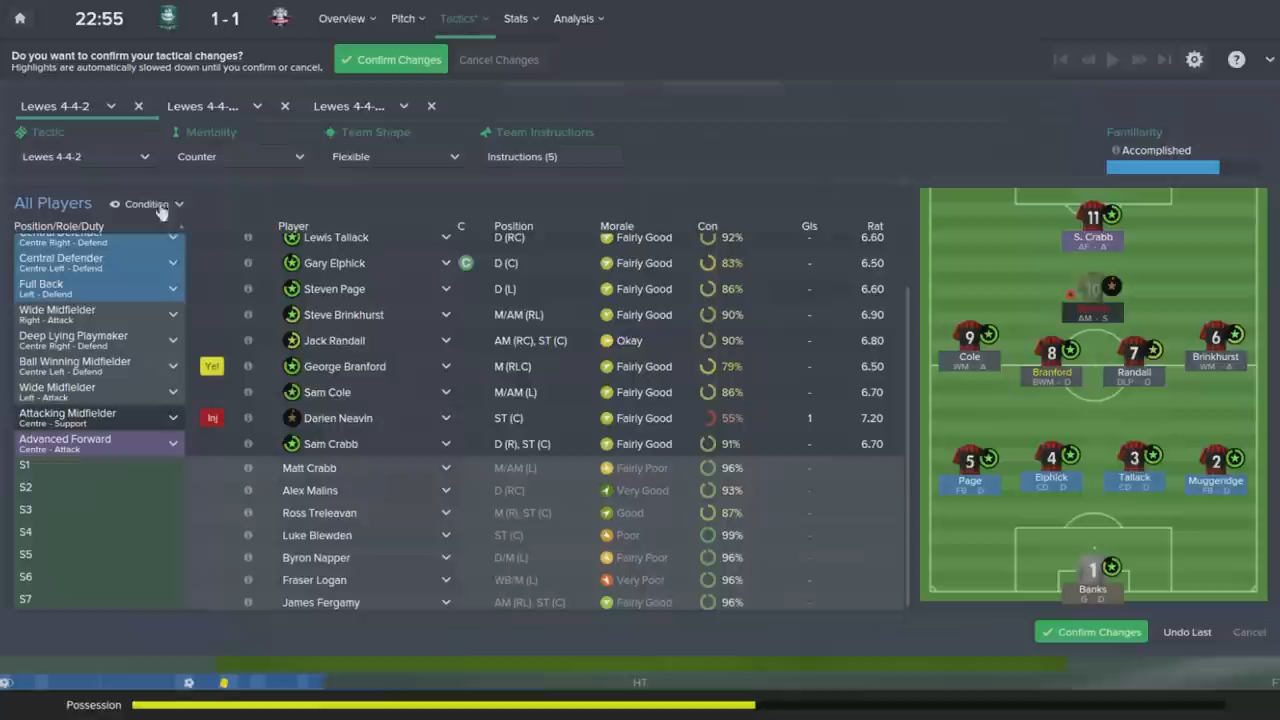 22:55 1 - 1 Overview Pitch Tactics* Stats Analysis
Do you want to confirm your tactical changes?
Highlights are automatically slowed down until you confirm or cancel.
Confirm Changes Cancel Changes
Lewes 4-4-2 Lewes 4-4-... Lewes 4-4-...
Tactic Mentality Team Shape Team Instructions Familiarity
Lewes 4-4-2 Counter Flexible Instructions (5) Accomplished
All Players Condition
Position/Role/Duty Player C Position Morale Con Gls Rat
Central Defender
Centre Right - Defend
Lewis Tallack D (RC) Fairly Good 92% - 6.60
Central Defender
Centre Left - Defend
Gary Elphick C D (C) Fairly Good 83% - 6.50
Full Back
Left - Defend
Steven Page D (L) Fairly Good 86% - 6.60
Wide Midfielder
Right - Attack
Steve Brinkhurst M/AM (RL) Fairly Good 90% - 6.90
Deep Lying Playmaker
Centre Right - Defend
Jack Randall AM (RC), ST (C) Okay 90% - 6.80
Ball Winning Midfielder
Centre Left - Defend
Yel George Branford M (RLC) Fairly Good 79% - 6.50
Wide Midfielder
Left - Attack
Sam Cole M/AM (L) Fairly Good 86% - 6.70
Attacking Midfielder
Centre - Support
Inj Darien Neavin ST (C) Fairly Good 55% 1 7.20
Advanced Forward
Centre - Attack
Sam Crabb D (R), ST (C) Fairly Good 91% - 6.70
S1 Matt Crabb M/AM (L) Fairly Poor 96% -
S2 Alex Malins D (RC) Very Good 93% -
S3 Ross Treleavan M (R), ST (C) Good 87% -
S4 Luke Blewden ST (C) Poor 99% -
S5 Byron Napper D/M (L) Fairly Poor 96% -
S6 Fraser Logan WB/M (L) Very Poor 96% -
S7 James Fergamy AM (RL), ST (C) Fairly Good 96% -
11
S. Crabb
AF - A
10
AM - S
9 8 7 6
Cole Branford Randall Brinkhurst
WM - A BWM - D DLP - D WM - A
5 4 3 2
Page Elphick Tallack Muggeridge
FB - D CD - D CD - D FB - D
1
Banks
G - D
Confirm Changes Undo Last Cancel
HT F
Possession